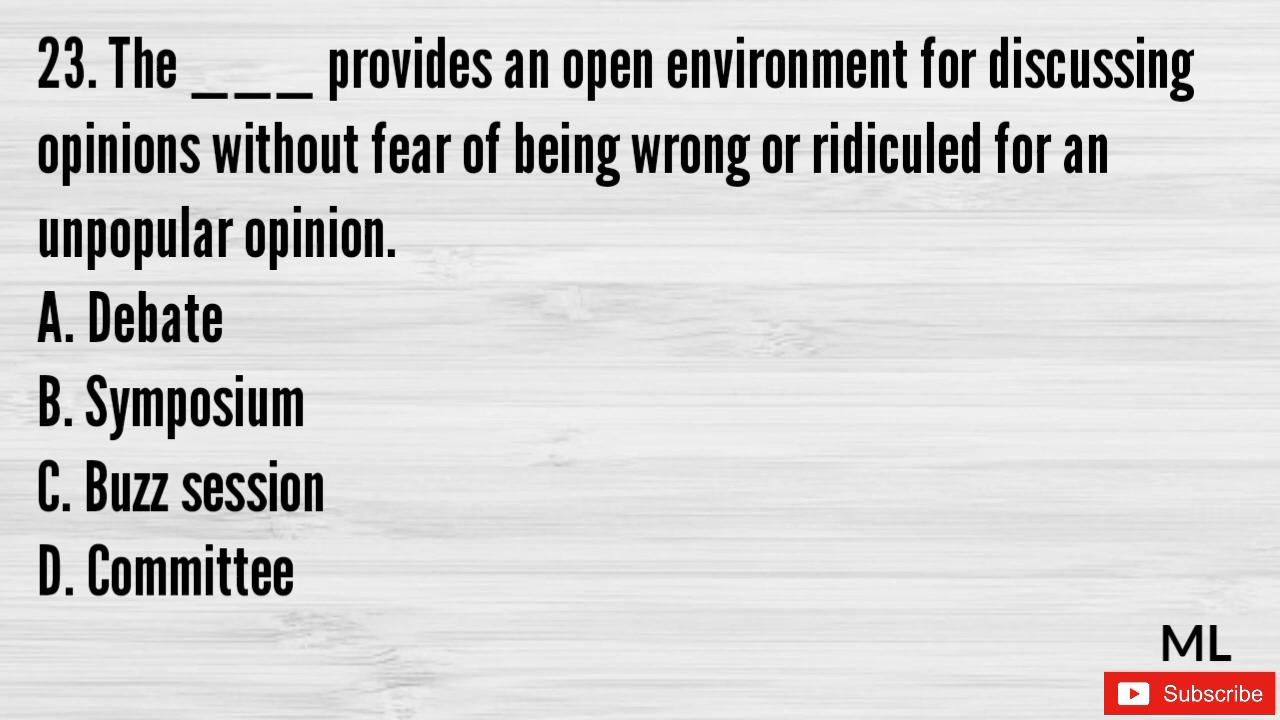 23. The ___ provides an open environment for discussing
opinions without fear of being wrong or ridiculed for an
unpopular opinion.
A. Debate
B. Symposium
C. Buzz session
D. Committee
ML
Subscribe